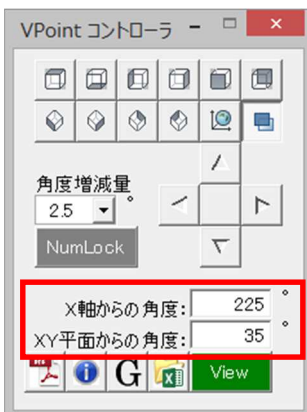 VPoint コントローラ
角度増減量
2.5 °
NumLock
X軸からの角度: 225 °
XY平面からの角度: 35 °
G View